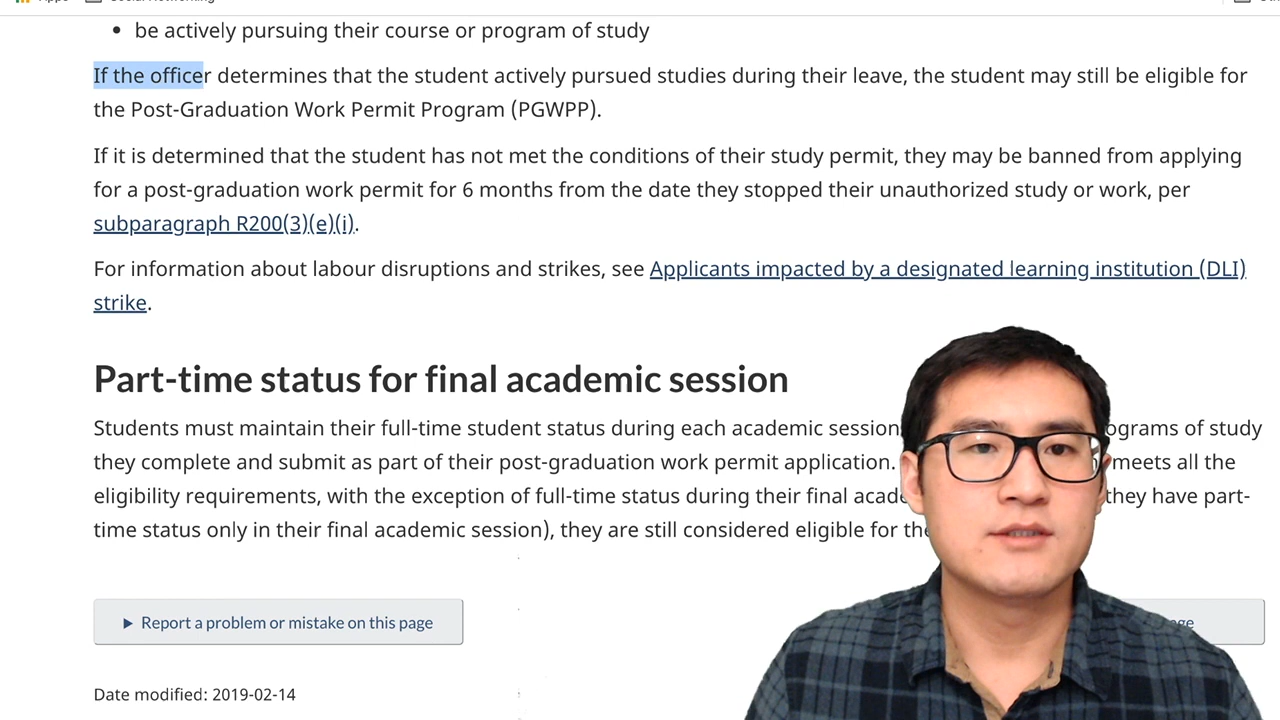 be actively pursuing their course or program of study
If the officer determines that the student actively pursued studies during their leave, the student may still be eligible for
the Post-Graduation Work Permit Program (PGWPP).
If it is determined that the student has not met the conditions of their study permit, they may be banned from applying
for a post-graduation work permit for 6 months from the date they stopped their unauthorized study or work, per
subparagraph R200(3)(e)(i).
For information about labour disruptions and strikes, see Applicants impacted by a designated learning institution (DLI)
strike.
Part-time status for final academic session
Students must maintain their full-time student status during each academic session of study
they complete and submit as part of their post-graduation work permit application. meets all the
eligibility requirements, with the exception of full-time status during their final they have part-
time status only in their final academic session), they are still considered eligible for
Report a problem or mistake on this page
Date modified: 2019-02-14